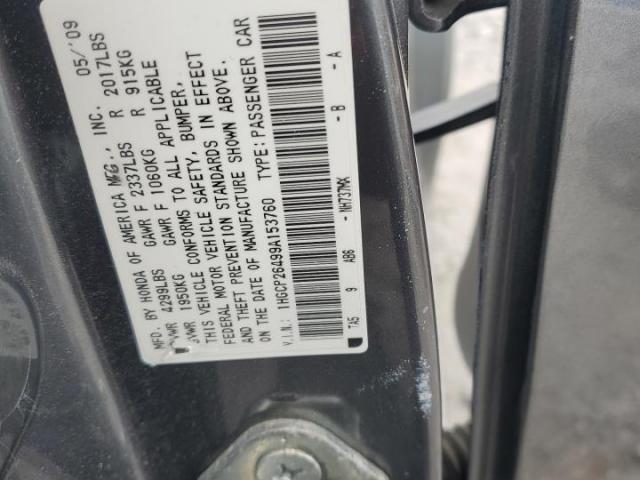 MFD. BY HONDA OF AMERICA MFG., INC. 05/'09
GVWR 4299LBS GAWR F 2337LBS R 2017LBS
GVWR 1950KG GAWR F 1060KG R 915KG
THIS VEHICLE CONFORMS TO ALL APPLICABLE
FEDERAL MOTOR VEHICLE SAFETY, BUMPER,
AND THEFT PREVENTION STANDARDS IN EFFECT
ON THE DATE OF MANUFACTURE SHOWN ABOVE.
V.I.N.: 1HGCP26499A153760 TYPE: PASSENGER CAR
TA5 9 AB6 - NH737MX - B - A